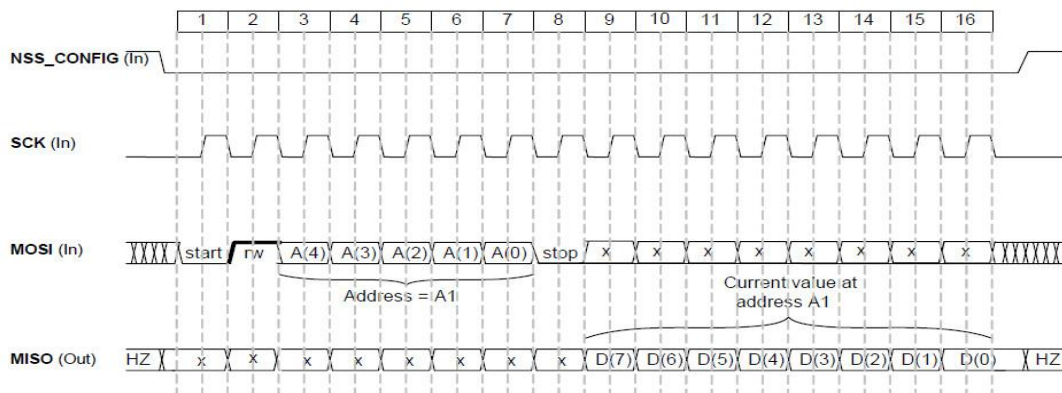 1 2 3 4 5 6 7 8 9 10 11 12 13 14 15 16
NSS_CONFIG (In)
SCK (In)
MOSI (In) start rw A(4) A(3) A(2) A(1) A(0) stop x x x x x x x x
Address = A1
Current value at
address A1
MISO (Out) HZ x x x x x x x x D(7) D(6) D(5) D(4) D(3) D(2) D(1) D(0) HZ